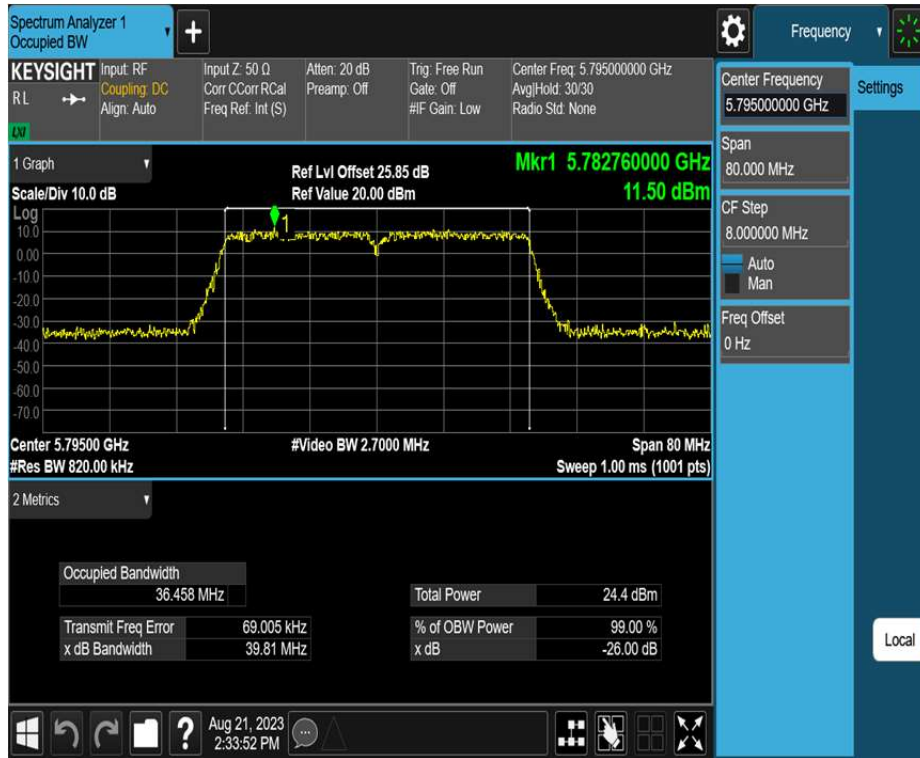 Spectrum Analyzer 1
Occupied BW
+
Frequency
KEYSIGHT
RL
LXI
Input: RF
Coupling: DC
Align: Auto
Input Z: 50 Ω
Corr CCorr RCal
Freq Ref: Int (S)
Atten: 20 dB
Preamp: Off
Trig: Free Run
Gate: Off
#IF Gain: Low
Center Freq: 5.795000000 GHz
Avg|Hold: 30/30
Radio Std: None
Center Frequency
5.795000000 GHz
Settings
Span
80.000 MHz
CF Step
8.000000 MHz
Auto
Man
Freq Offset
0 Hz
Local
1 Graph
Scale/Div 10.0 dB
Ref Lvl Offset 25.85 dB
Ref Value 20.00 dBm
Mkr1 5.782760000 GHz
11.50 dBm
Log
1
10.0
0.00
-10.0
-20.0
-30.0
-40.0
-50.0
-60.0
-70.0
Center 5.79500 GHz
#Video BW 2.7000 MHz
Span 80 MHz
#Res BW 820.00 kHz
Sweep 1.00 ms (1001 pts)
2 Metrics
Occupied Bandwidth
36.458 MHz
Total Power 24.4 dBm
Transmit Freq Error 69.005 kHz
% of OBW Power 99.00 %
x dB Bandwidth 39.81 MHz
x dB -26.00 dB
?
Aug 21, 2023
2:33:52 PM